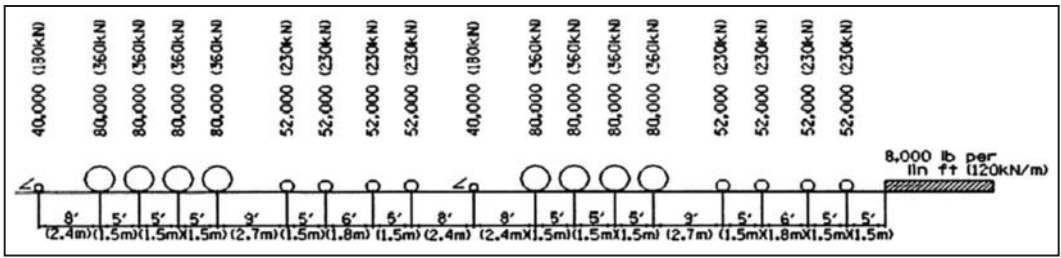 40,000 (180kN)
80,000 (360kN)
80,000 (360kN)
80,000 (360kN)
80,000 (360kN)
52,000 (230kN)
52,000 (230kN)
52,000 (230kN)
52,000 (230kN)
40,000 (180kN)
80,000 (360kN)
80,000 (360kN)
80,000 (360kN)
80,000 (360kN)
52,000 (230kN)
52,000 (230kN)
52,000 (230kN)
52,000 (230kN)
8,000 lb per
lin ft (120kN/m)
8' 5' 5' 5' 9' 5' 6' 6' 8' 8' 5' 5' 5' 9' 5' 6' 5' 5'
(2.4m)(1.5m)(1.5m)(1.5m)(2.7m)(1.5m)(1.8m)(1.5m)(2.4m)(2.4m)(1.5m)(1.5m)(1.5m)(2.7m)(1.5m)(1.8m)(1.5m)(1.5m)